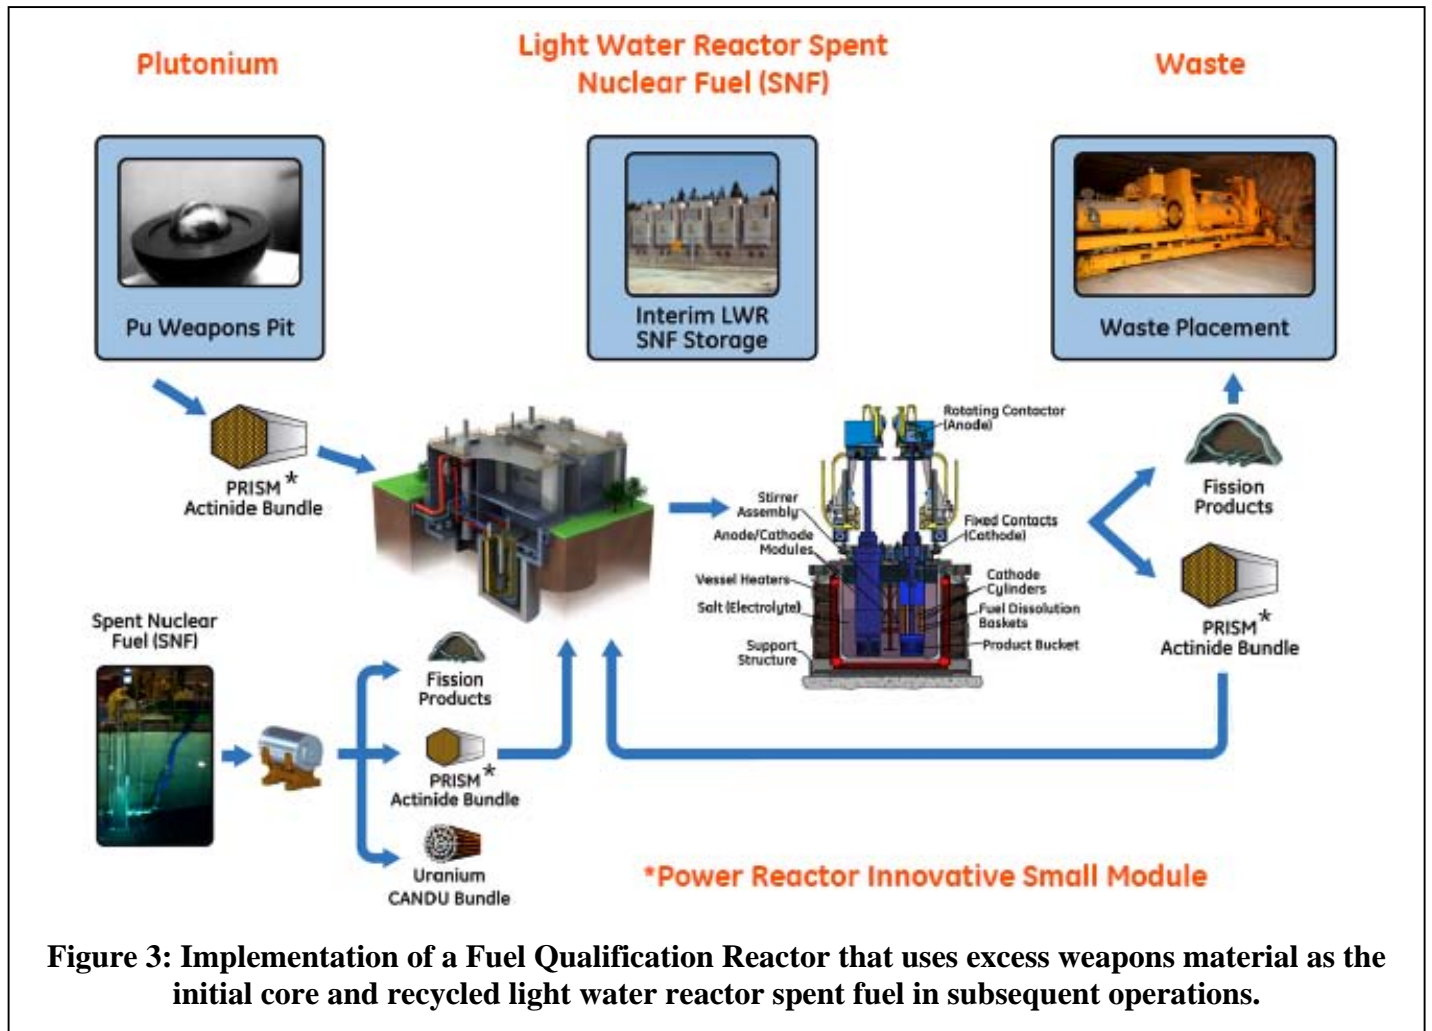 Plutonium
Light Water Reactor Spent
Nuclear Fuel (SNF)
Waste
Pu Weapons Pit
Interim LWR
SNF Storage
Waste Placement
PRISM*
Actinide Bundle
Rotating Contactor
(Anode)
Stirrer
Assembly
Anode/Cathode
Modules
Vessel Heaters
Salt (Electrolyte)
Support
Structure
Fixed Contacts
(Cathode)
Cathode
Cylinders
Fuel Dissolution
Baskets
Product Bucket
Fission
Products
PRISM*
Actinide Bundle
Spent Nuclear
Fuel (SNF)
Fission
Products
PRISM*
Actinide Bundle
Uranium
CANDU Bundle
*Power Reactor Innovative Small Module
Figure 3: Implementation of a Fuel Qualification Reactor that uses excess weapons material as the
initial core and recycled light water reactor spent fuel in subsequent operations.